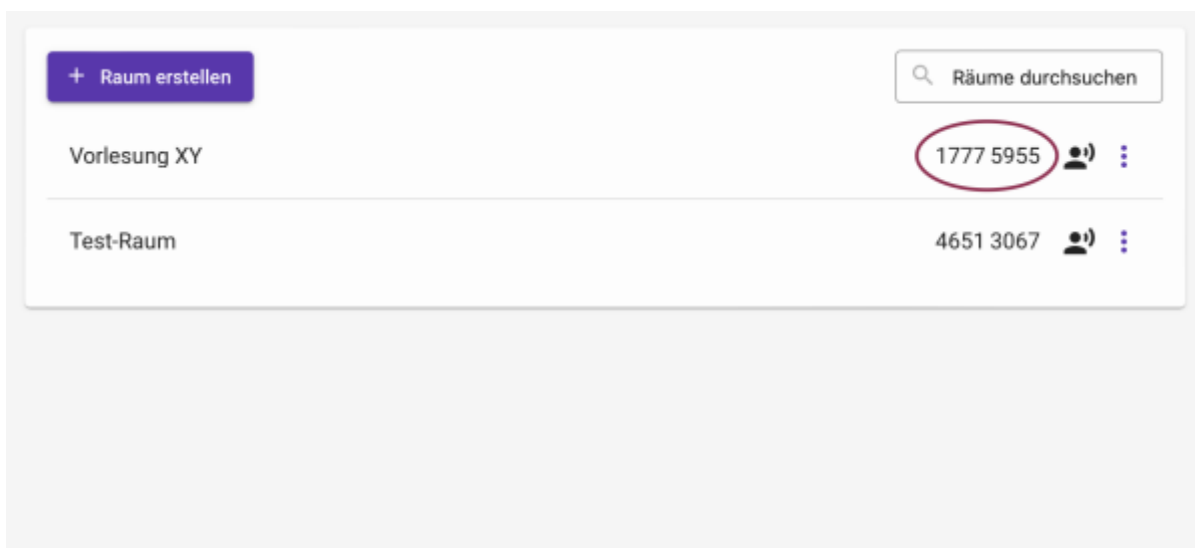 + Raum erstellen
Räume durchsuchen
Vorlesung XY 1777 5955
Test-Raum 4651 3067